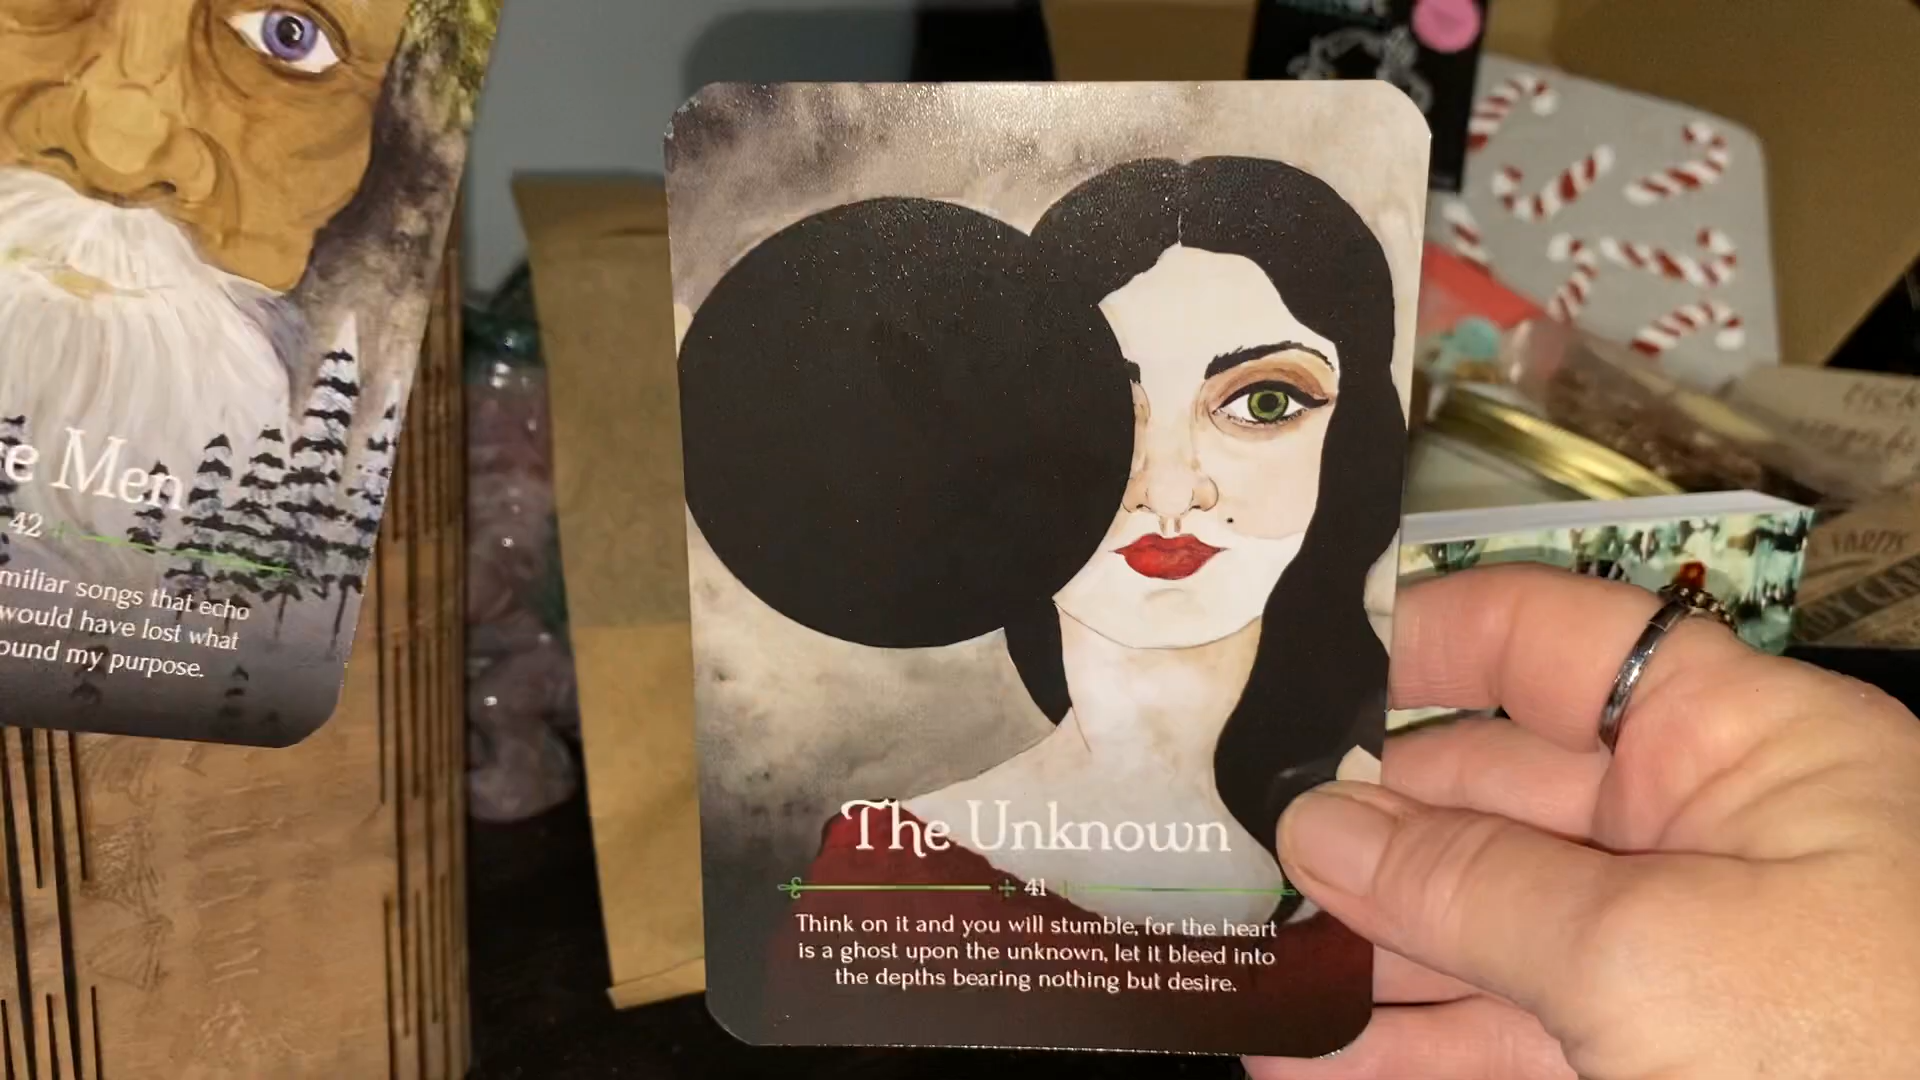 Men
42
miliar songs that echo
would have lost what
ound my purpose.
The Unknown
41
Think on it and you will stumble, for the heart
is a ghost upon the unknown, let it bleed into
the depths bearing nothing but desire.